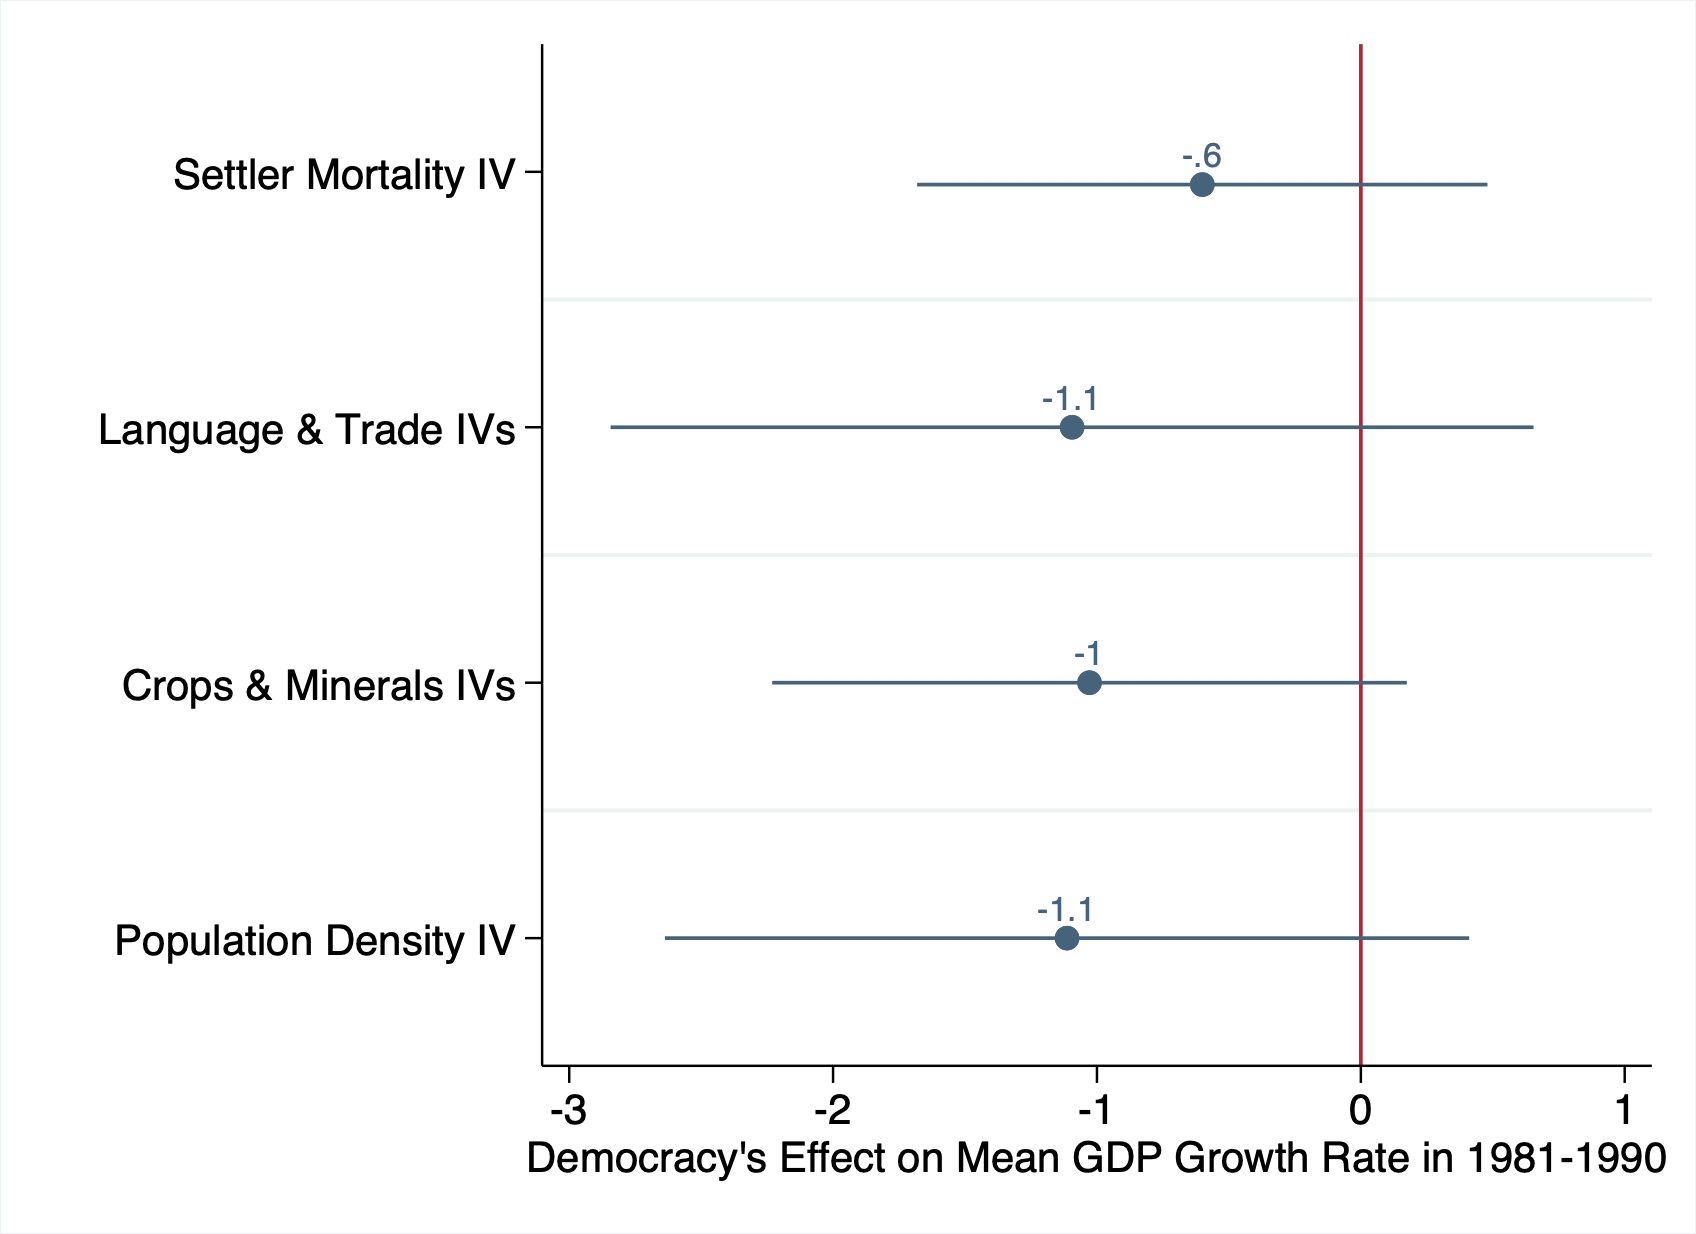 -.6
Settler Mortality IV
-1.1
Language & Trade IVs
-1
Crops & Minerals IVs
-1.1
Population Density IV
-3 -2 -1 0 1
Democracy's Effect on Mean GDP Growth Rate in 1981-1990